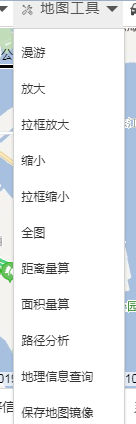 地图工具
漫游
放大
拉框放大
缩小
拉框缩小
全图
距离量算
面积量算
路径分析
地理信息查询
保存地图镜像